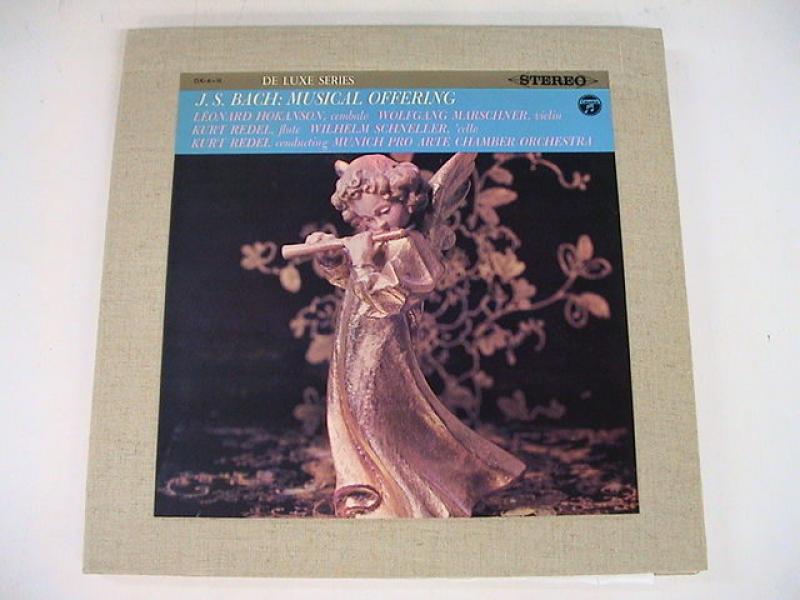 DE LUXE SERIES
STEREO
J. S. BACH: MUSICAL OFFERING
LEONARD HOKANSON, cembalo WOLFGANG MARSCHNER, violin
KURT REDEL, flute WILHELM SCHNELLER, 'cello
KURT REDEL conducting MUNICH PRO ARTE CHAMBER ORCHESTRA